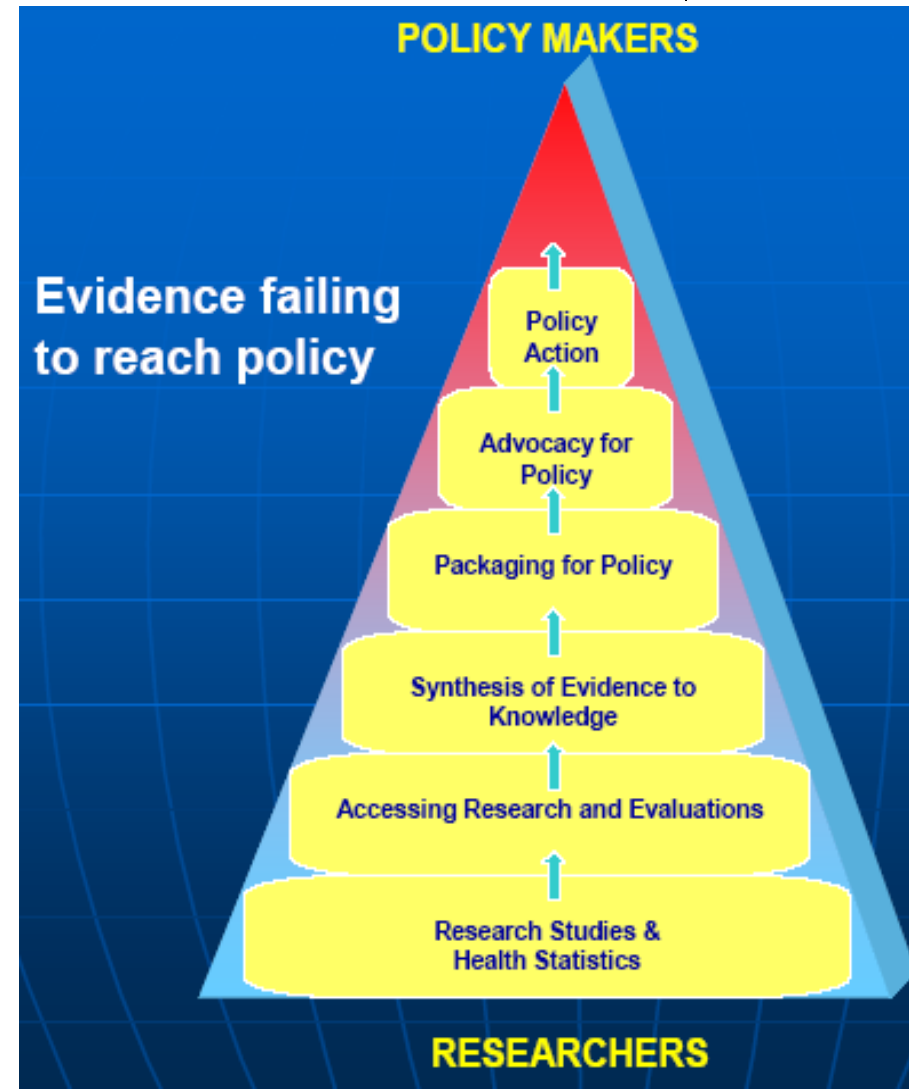 POLICY MAKERS
Evidence failing
to reach policy
Policy
Action
Advocacy for
Policy
Packaging for Policy
Synthesis of Evidence to
Knowledge
Accessing Research and Evaluations
Research Studies &
Health Statistics
RESEARCHERS